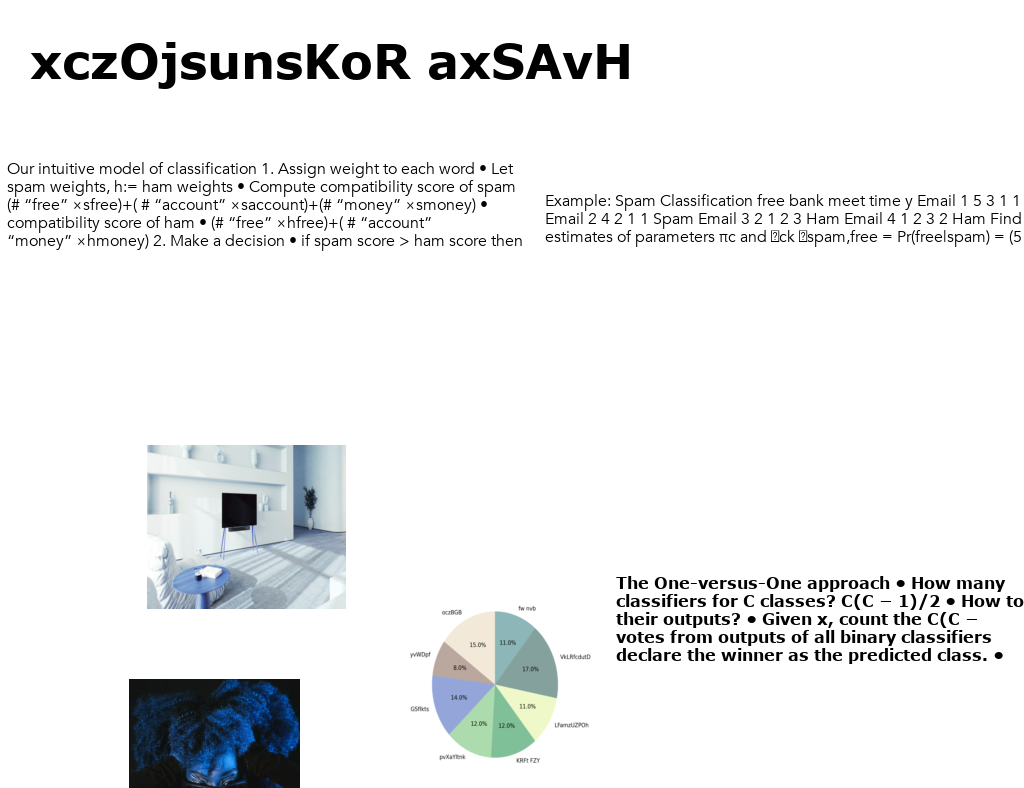 xczOjsunsKoR axSAvH
Our intuitive model of classification 1. Assign weight to each word • Let
spam weights, h:= ham weights • Compute compatibility score of spam
(# “free” ×sfree)+( # “account” ×saccount)+(# “money” ×smoney) •
compatibility score of ham • (# “free” ×hfree)+( # “account”
“money” ×hmoney) 2. Make a decision • if spam score > ham score then
Example: Spam Classification free bank meet time y Email 1 5 3 1 1
Email 2 4 2 1 1 Spam Email 3 2 1 2 3 Ham Email 4 1 2 3 2 Ham Find
estimates of parameters πc and ck spam,free = Pr(free|spam) = (5
The One-versus-One approach • How many
classifiers for C classes? C(C − 1)/2 • How to
their outputs? • Given x, count the C(C −
votes from outputs of all binary classifiers
declare the winner as the predicted class. •
fw nvb
oczBGB
15.0%
11.0%
yvWDpf
8.0%
17.0%
VkLRfcdutD
GSflkts
14.0%
11.0%
LFamzUZPOh
12.0%
12.0%
pvXaYltnk
KRFt FZY